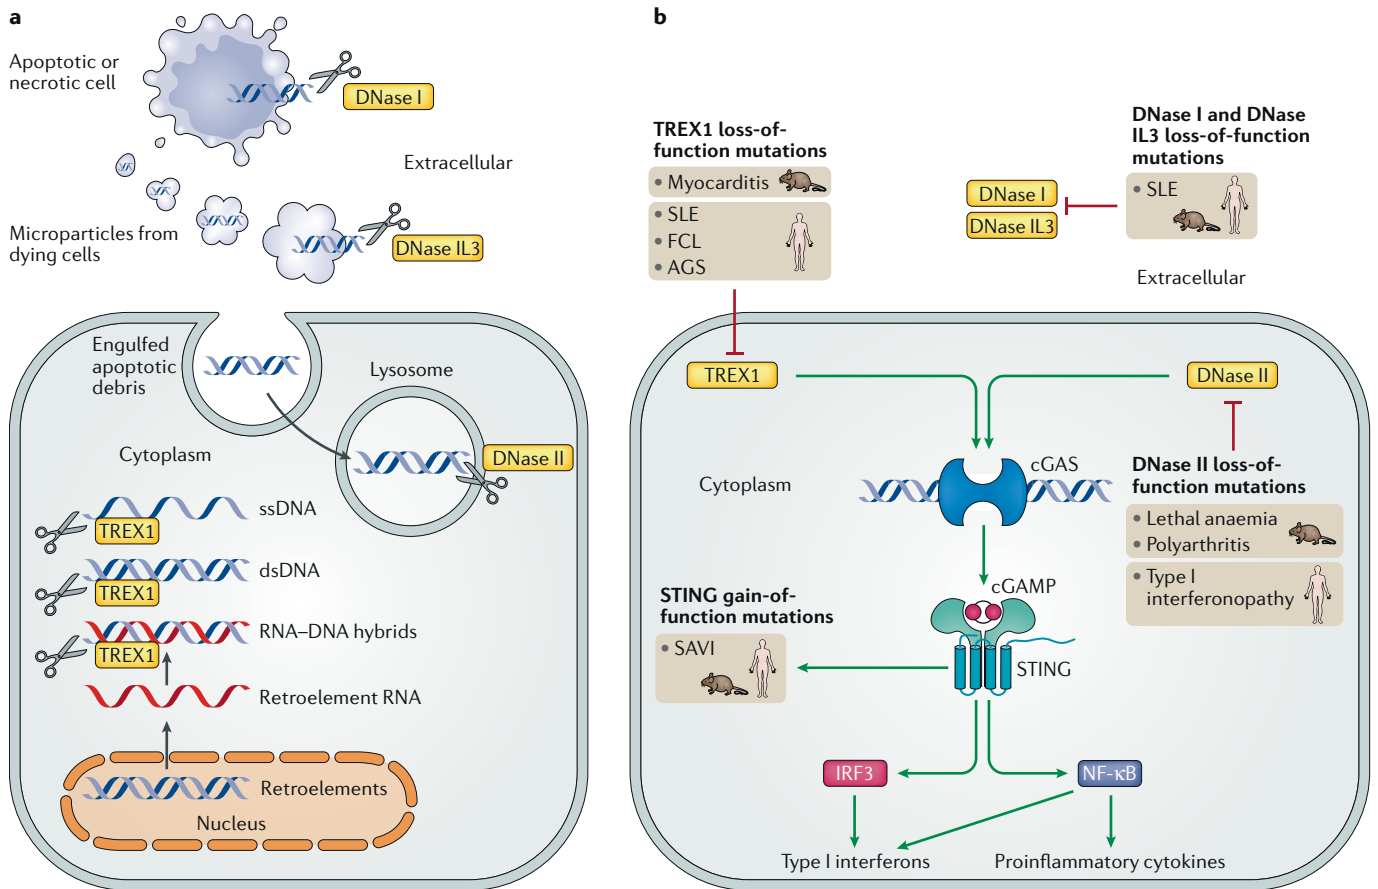 a
Apoptotic or
necrotic cell
DNase I
Extracellular
Microparticles from
dying cells
DNase IL3
Engulfed
apoptotic
debris
Lysosome
Cytoplasm
DNase II
ssDNA
TREX1
dsDNA
TREX1
RNA–DNA hybrids
TREX1
Retroelement RNA
Retroelements
Nucleus
b
TREX1 loss-of-
function mutations
• Myocarditis
• SLE
• FCL
• AGS
DNase I and DNase
IL3 loss-of-function
mutations
• SLE
DNase I
DNase IL3
Extracellular
TREX1
DNase II
cGAS
Cytoplasm
DNase II loss-of-
function mutations
• Lethal anaemia
• Polyarthritis
• Type I
interferonopathy
cGAMP
STING gain-of-
function mutations
• SAVI
STING
IRF3
NF-κB
Type I interferons
Proinflammatory cytokines